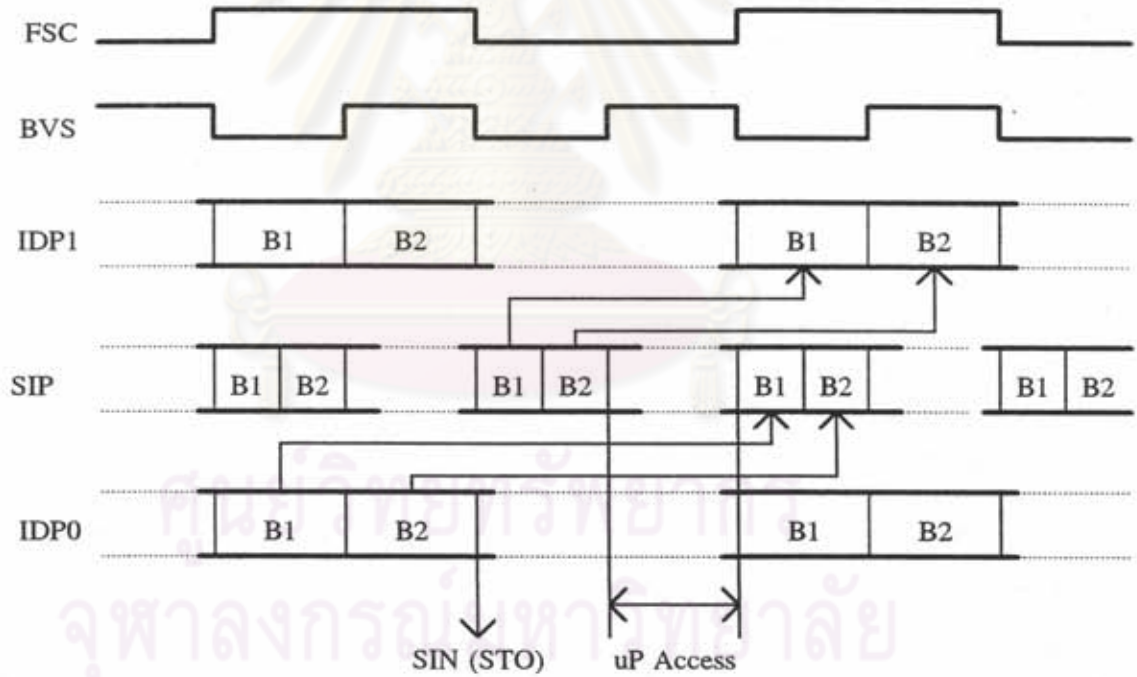 FSC
BVS
IDP1 B1 B2 B1 B2
SIP B1 B2 B1 B2 B1 B2 B1 B2
IDP0 B1 B2 B1 B2
ศูนย์วิทยทรัพยากร
จุฬาลงกรณ์มหาวิทยาลัย
SIN (STO) uP Access